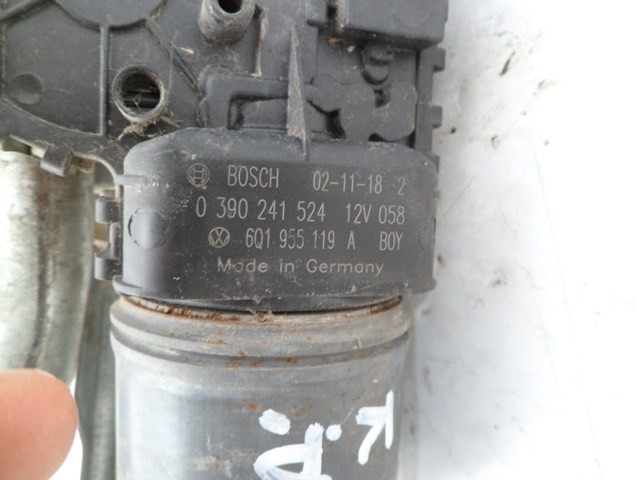 BOSCH 02-11-18 2
0 390 241 524 12V 058
6Q1 955 119 A BOY
Made in Germany
K.P.